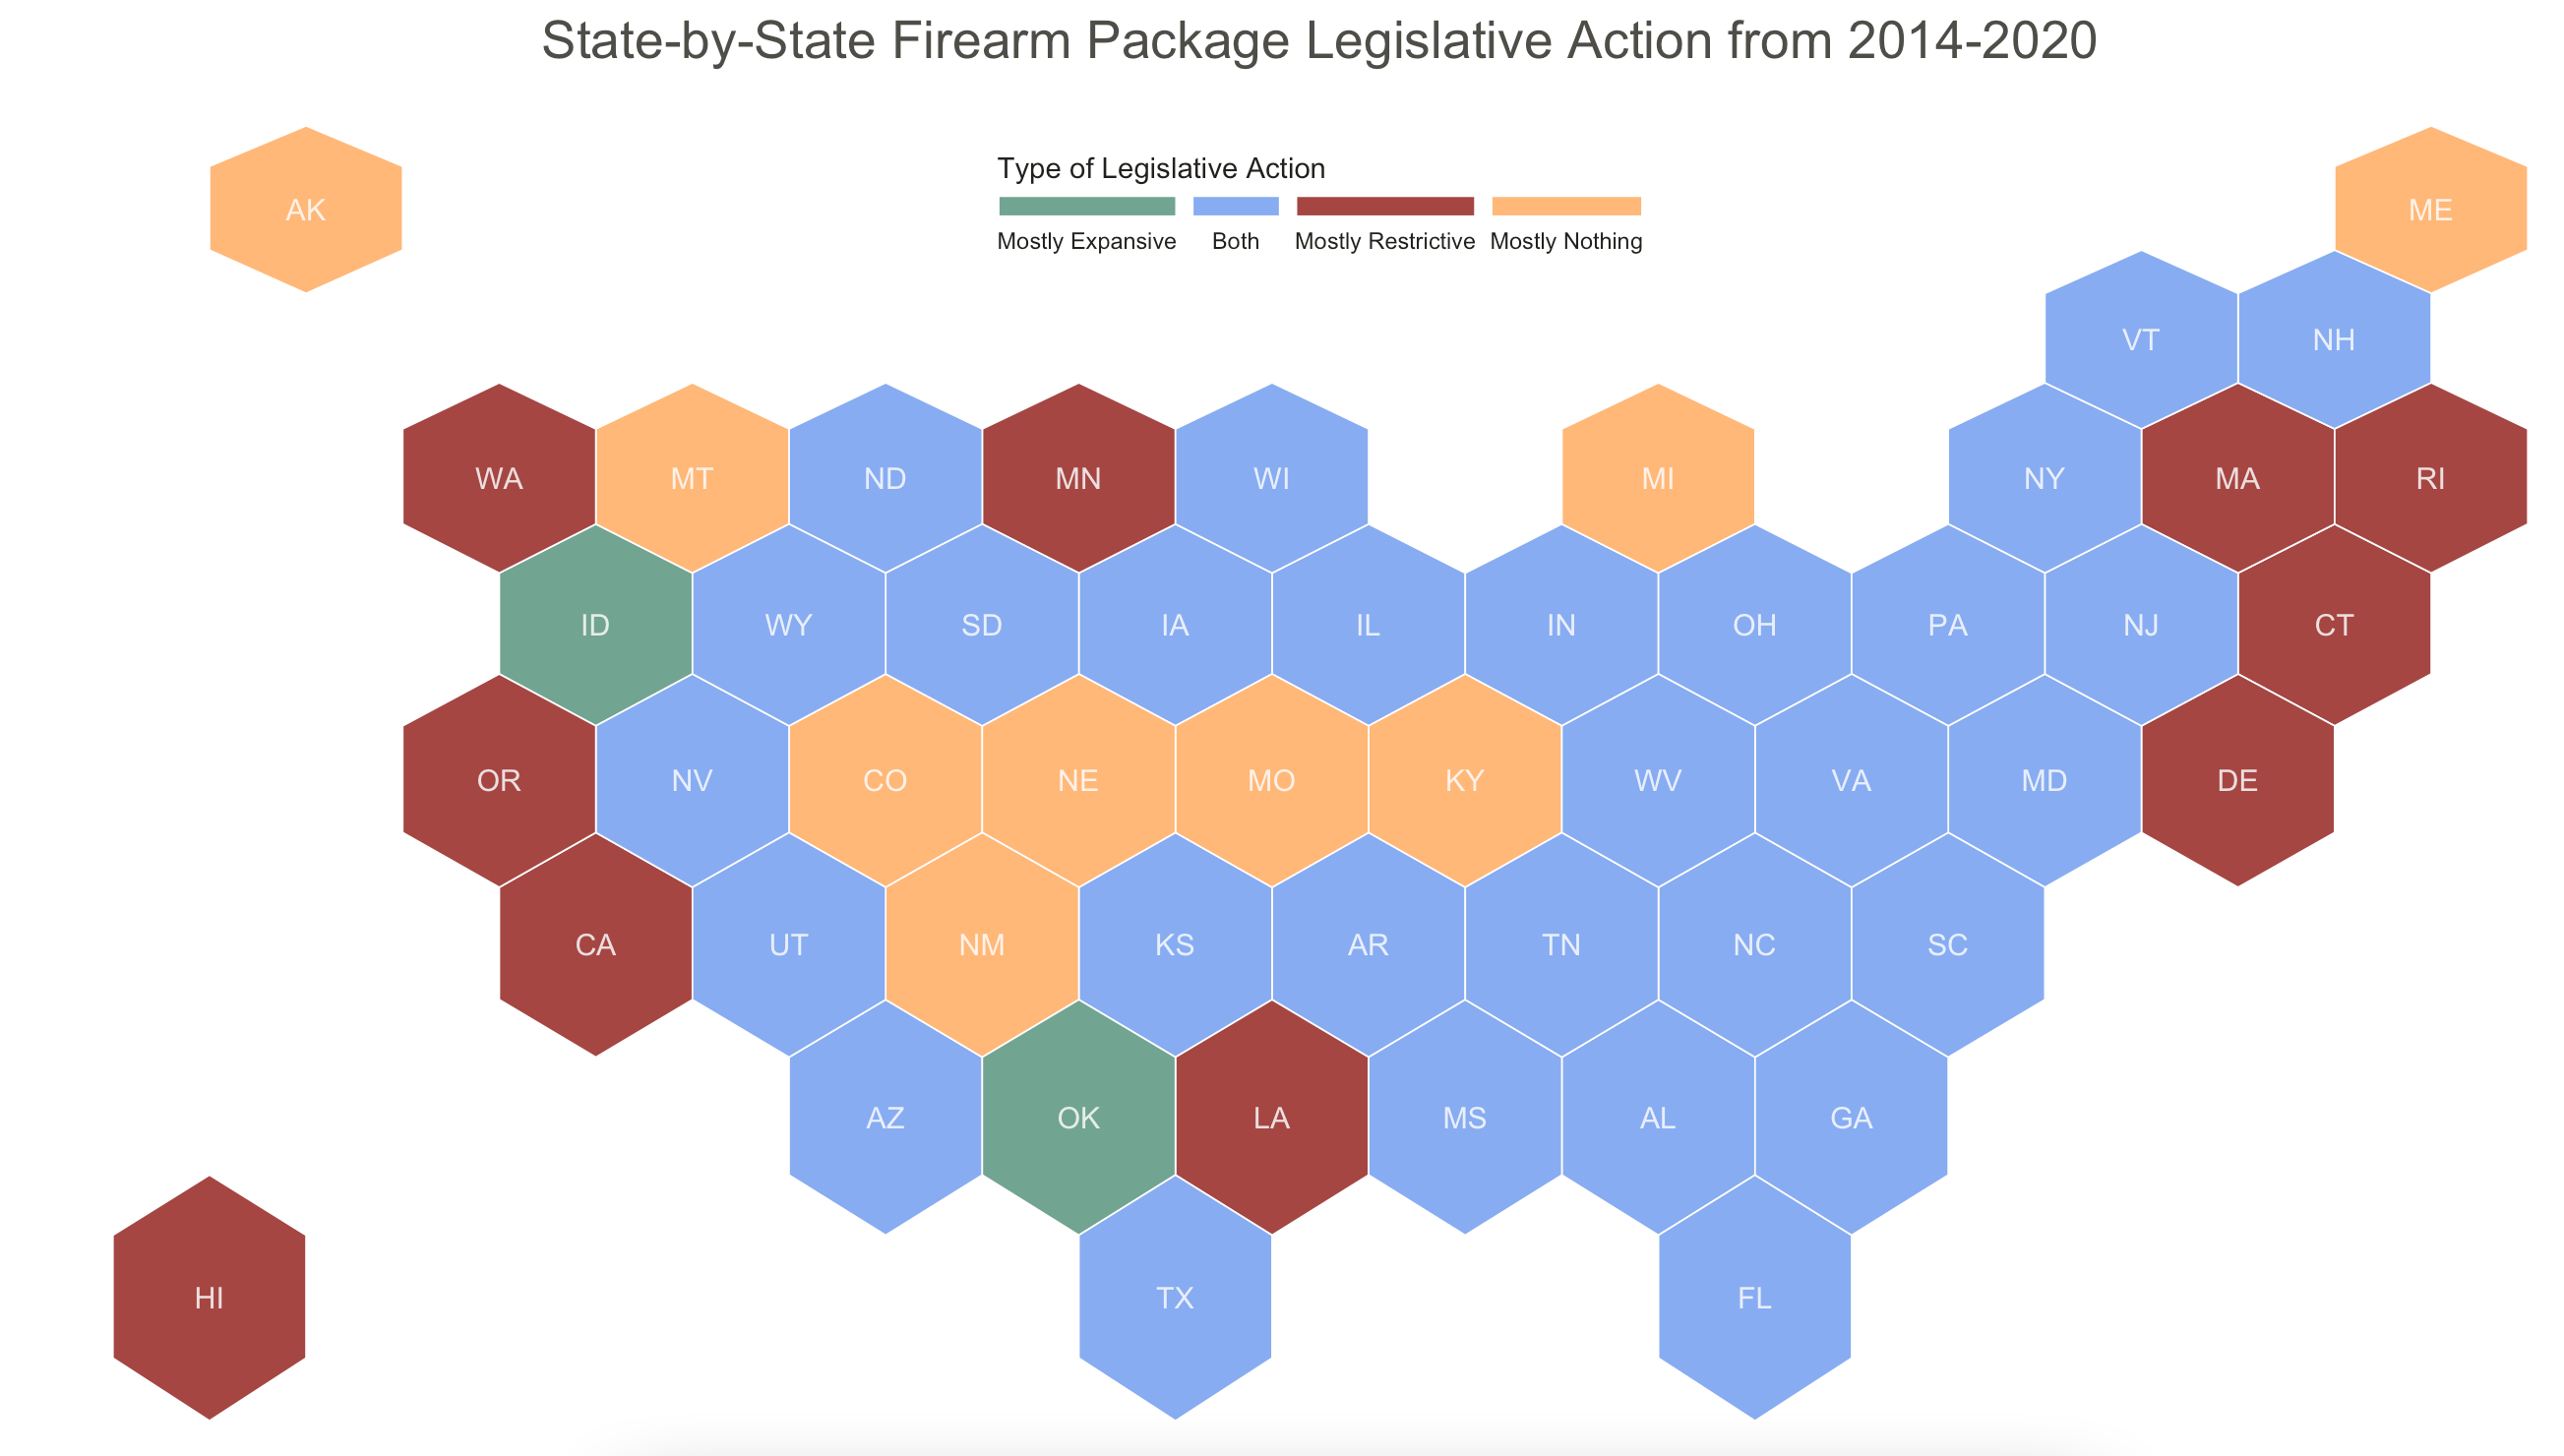 State-by-State Firearm Package Legislative Action from 2014-2020
Type of Legislative Action
Mostly Expansive Both Mostly Restrictive Mostly Nothing
AK ME
VT NH
WA MT ND MN WI MI NY MA RI
ID WY SD IA IL IN OH PA NJ CT
OR NV CO NE MO KY WV VA MD DE
CA UT NM KS AR TN NC SC
AZ OK LA MS AL GA
HI TX FL